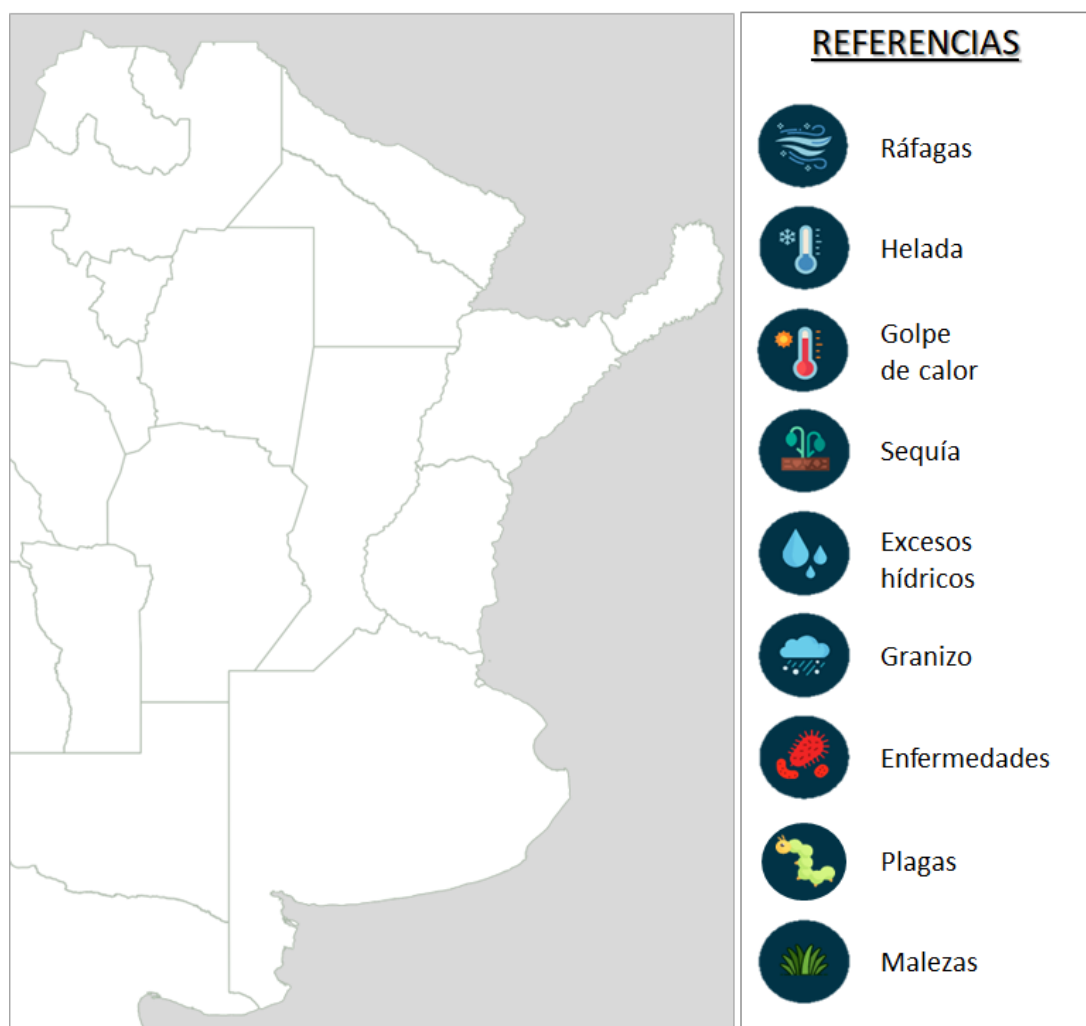 REFERENCIAS
Ráfagas
Helada
Golpe
de calor
Sequía
Excesos
hídricos
Granizo
Enfermedades
Plagas
Malezas